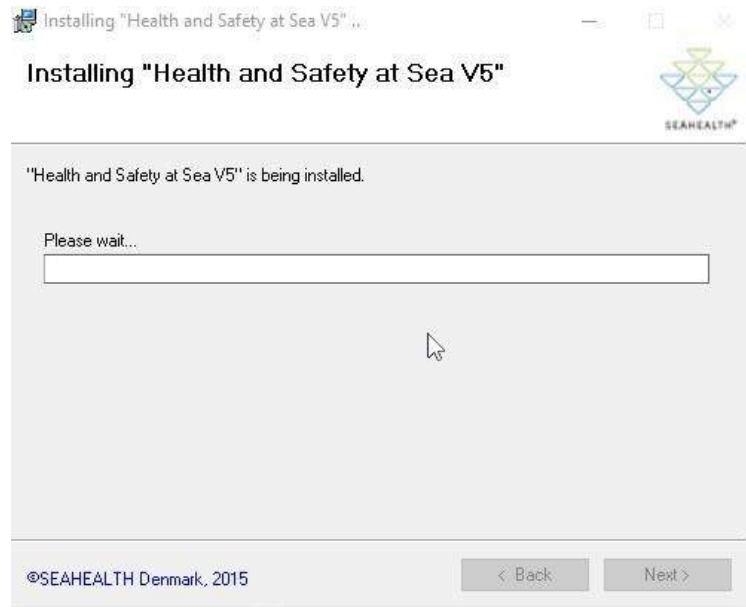 Installing "Health and Safety at Sea V5" ..
Installing "Health and Safety at Sea V5"
SEAHEALTH®
"Health and Safety at Sea V5" is being installed.
Please wait...
©SEAHEALTH Denmark, 2015
< Back
Next >